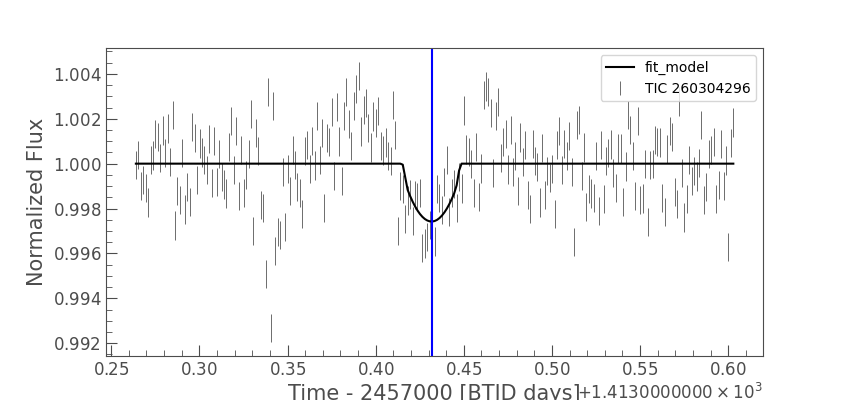 fit_model
TIC 260304296
Normalized Flux
1.004
1.002
1.000
0.998
0.996
0.994
0.992
0.25 0.30 0.35 0.40 0.45 0.50 0.55 0.60
Time - 2457000 [BTJD days]
+1.4130000000 × 10³